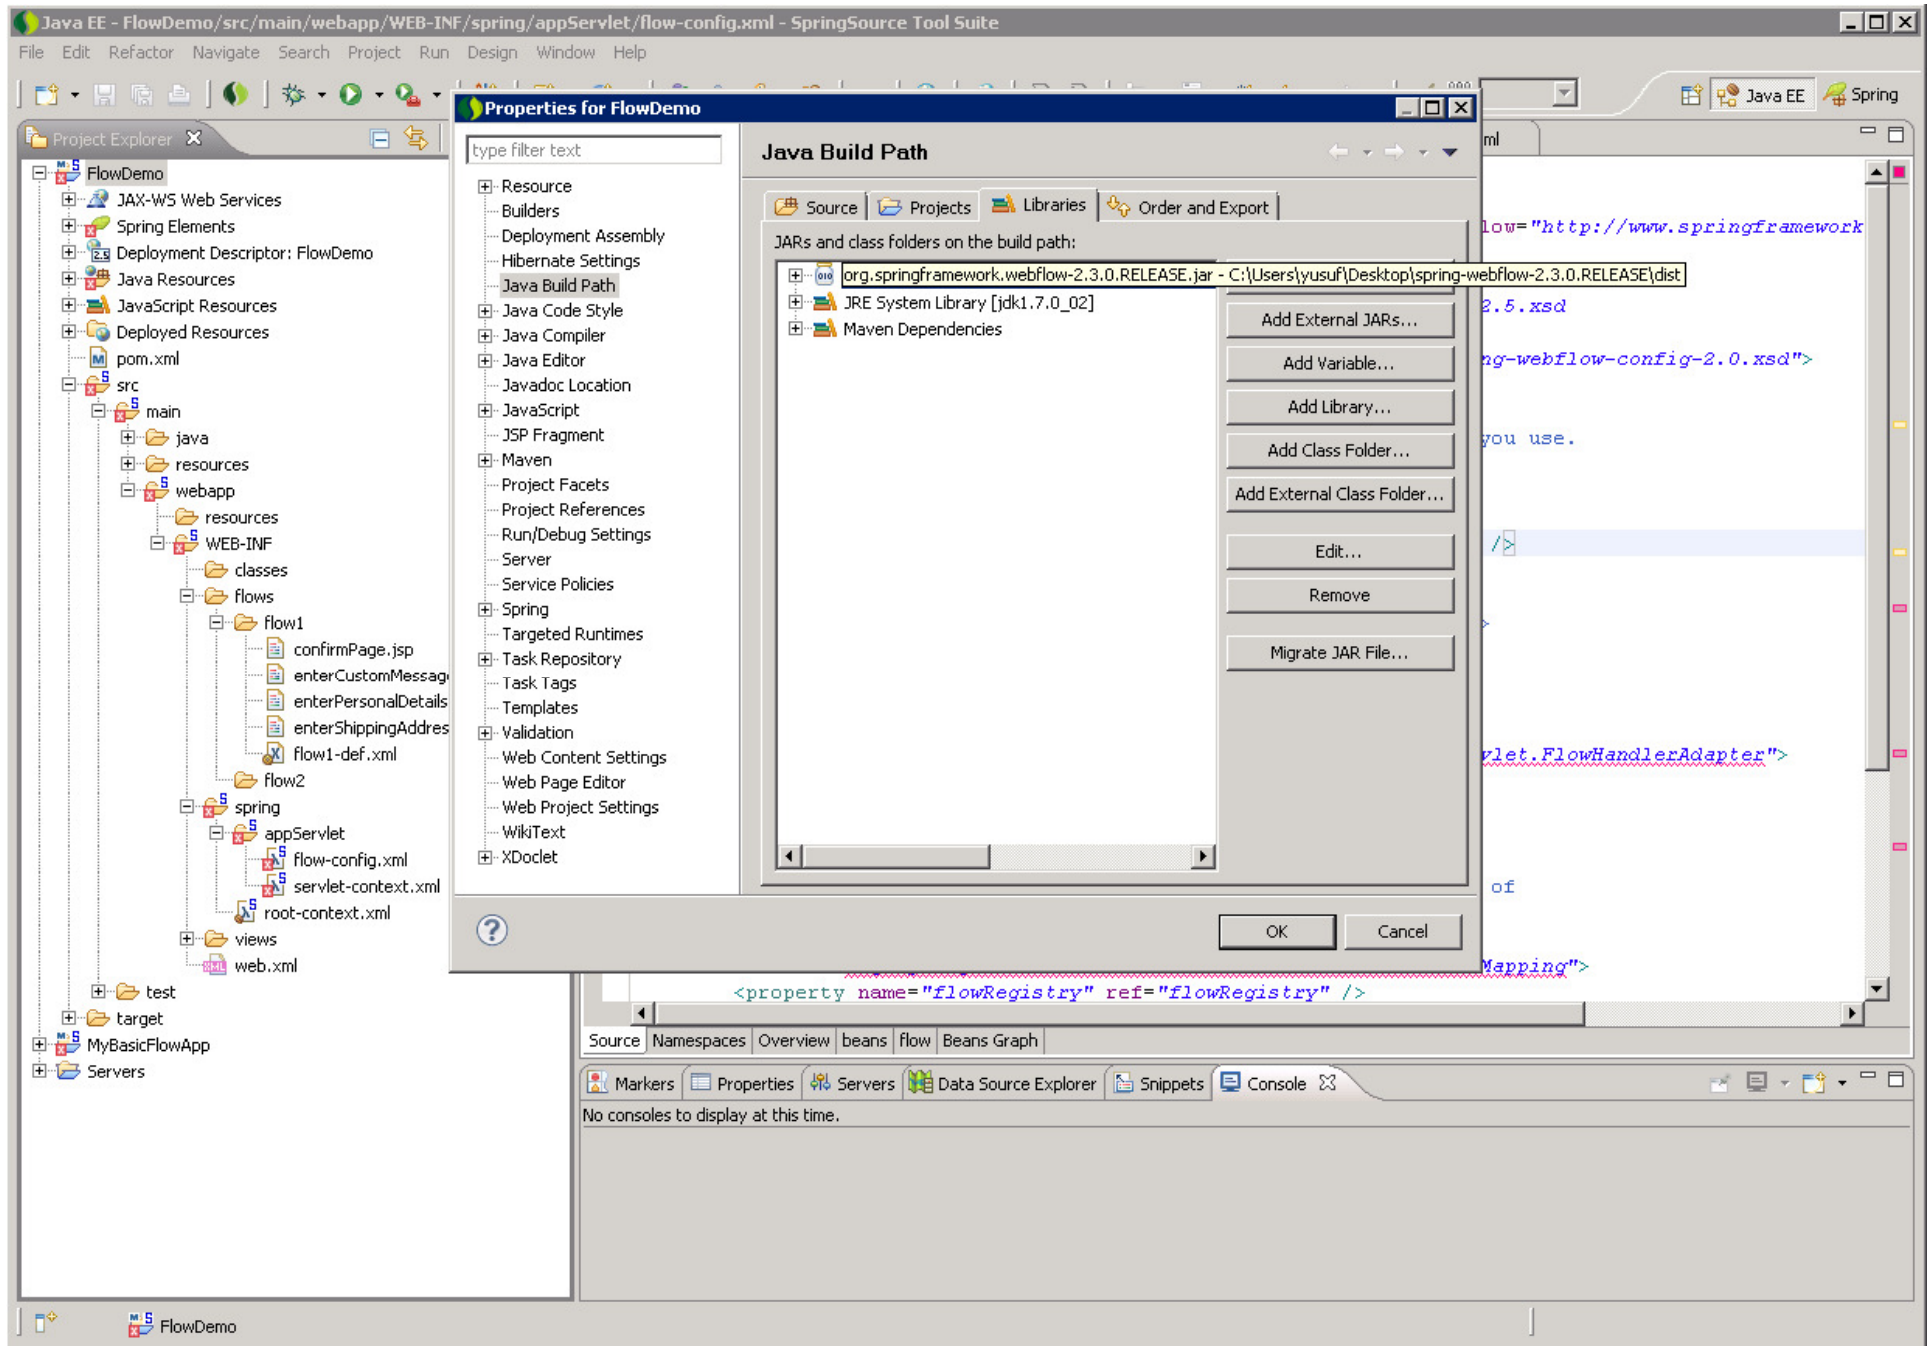 Java EE - FlowDemo/src/main/webapp/WEB-INF/spring/appServlet/flow-config.xml - SpringSource Tool Suite
File Edit Refactor Navigate Search Project Run Design Window Help
Java EE Spring
Project Explorer
FlowDemo
JAX-WS Web Services
Spring Elements
Deployment Descriptor: FlowDemo
Java Resources
JavaScript Resources
Deployed Resources
pom.xml
src
main
java
resources
webapp
resources
WEB-INF
classes
flows
flow1
confirmPage.jsp
enterCustomMessag
enterPersonalDetails
enterShippingAddres
flow1-def.xml
flow2
spring
appServlet
flow-config.xml
servlet-context.xml
root-context.xml
views
web.xml
test
target
MyBasicFlowApp
Servers
Properties for FlowDemo
type filter text
Resource
Builders
Deployment Assembly
Hibernate Settings
Java Build Path
Java Code Style
Java Compiler
Java Editor
Javadoc Location
JavaScript
JSP Fragment
Maven
Project Facets
Project References
Run/Debug Settings
Server
Service Policies
Spring
Targeted Runtimes
Task Repository
Task Tags
Templates
Validation
Web Content Settings
Web Page Editor
Web Project Settings
WikiText
XDoclet
Java Build Path
Source Projects Libraries Order and Export
JARs and class folders on the build path:
org.springframework.webflow-2.3.0.RELEASE.jar - C:\Users\yusuf\Desktop\spring-webflow-2.3.0.RELEASE\dist
JRE System Library [jdk1.7.0_02]
Maven Dependencies
Add External JARs...
Add Variable...
Add Library...
Add Class Folder...
Add External Class Folder...
Edit...
Remove
Migrate JAR File...
OK Cancel
ml
low="http://www.springframework
2.5.xsd
ng-webflow-config-2.0.xsd">
you use.
/>
>
vlet.FlowHandlerAdapter">
of
Mapping">
<property name="flowRegistry" ref="flowRegistry" />
Source Namespaces Overview beans flow Beans Graph
Markers Properties Servers Data Source Explorer Snippets Console
No consoles to display at this time.
FlowDemo